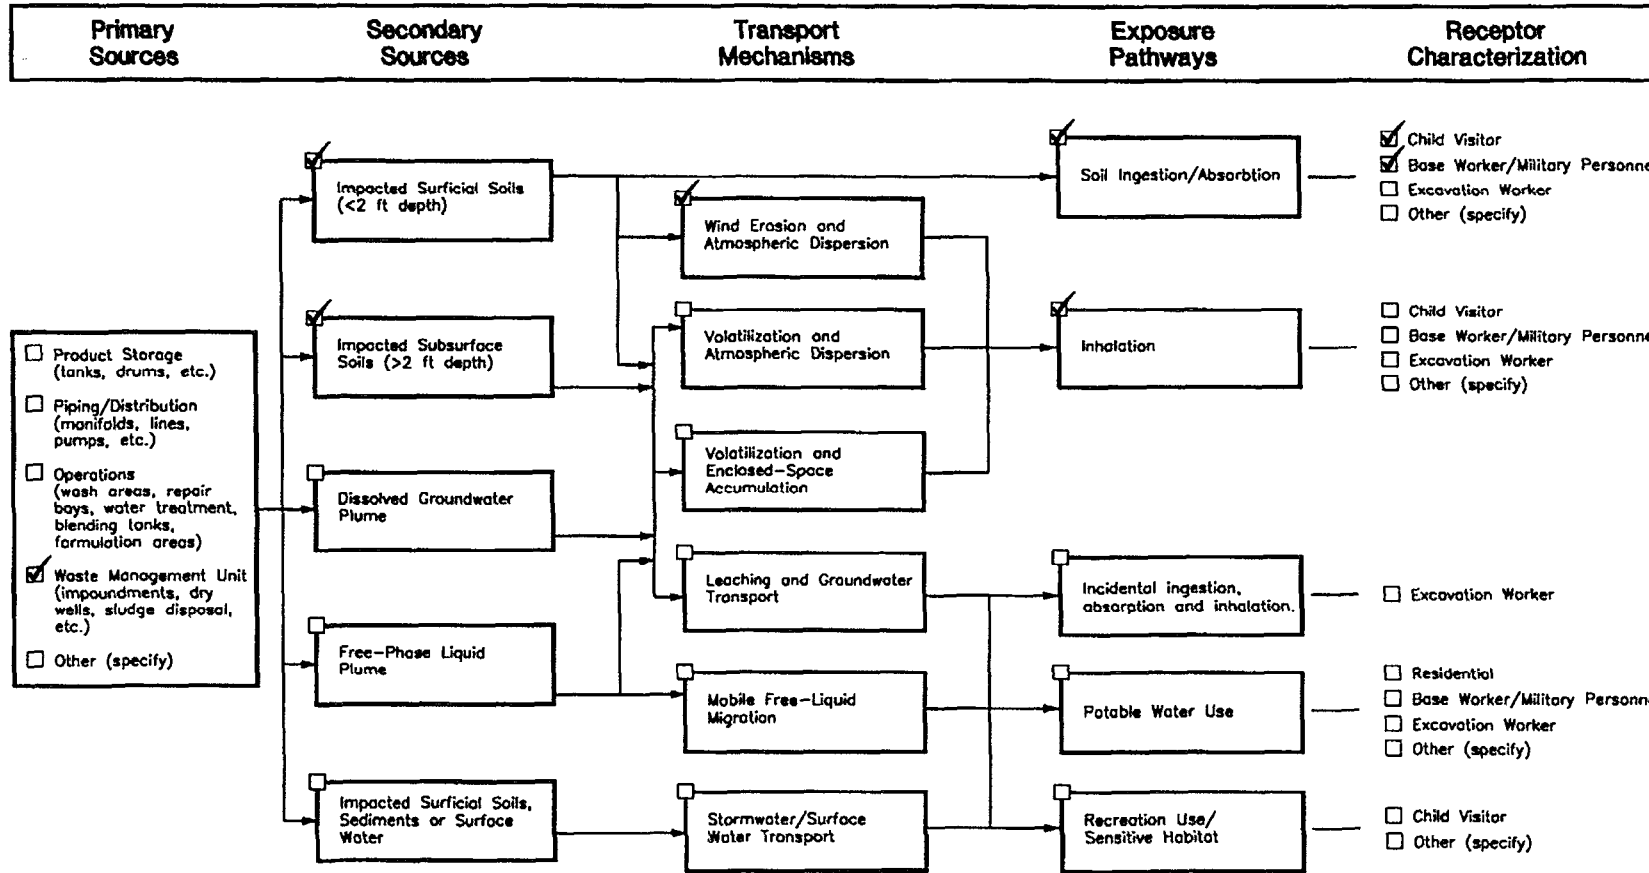 Primary
Sources
Secondary
Sources
Transport
Mechanisms
Exposure
Pathways
Receptor
Characterization
Product Storage
(tanks, drums, etc.)
Piping/Distribution
(manifolds, lines,
pumps, etc.)
Operations
(wash areas, repair
bays, water treatment,
blending tanks,
formulation areas)
Waste Management Unit
(impoundments, dry
wells, sludge disposal,
etc.)
Other (specify)
Impacted Surficial Soils
(<2 ft depth)
Impacted Subsurface
Soils (>2 ft depth)
Dissolved Groundwater
Plume
Free-Phase Liquid
Plume
Impacted Surficial Soils,
Sediments or Surface
Water
Wind Erosion and
Atmospheric Dispersion
Volatilization and
Atmospheric Dispersion
Volatilization and
Enclosed-Space
Accumulation
Leaching and Groundwater
Transport
Mobile Free-Liquid
Migration
Stormwater/Surface
Water Transport
Soil Ingestion/Absorbtion
Inhalation
Incidental ingestion,
absorption and inhalation.
Potable Water Use
Recreation Use/
Sensitive Habitat
Child Visitor
Base Worker/Military Personne
Excavation Worker
Other (specify)
Child Visitor
Base Worker/Military Personne
Excavation Worker
Other (specify)
Excavation Worker
Residential
Base Worker/Military Personne
Excavation Worker
Other (specify)
Child Visitor
Other (specify)